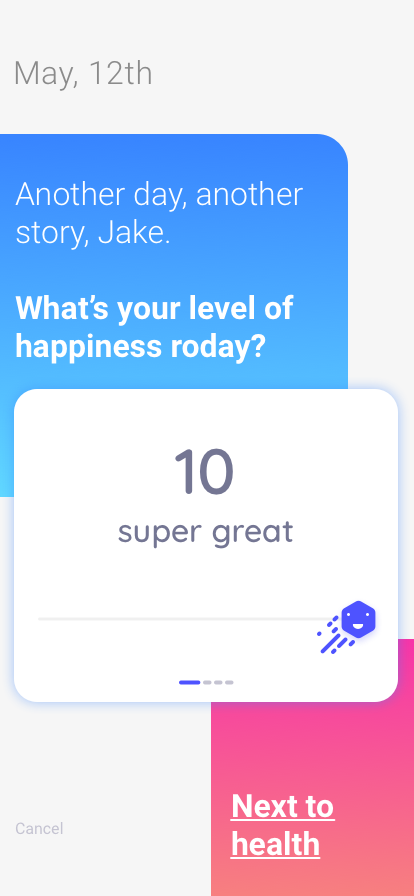 May, 12th
Another day, another
story, Jake.
What’s your level of
happiness roday?
10
super great
Next to
health
Cancel